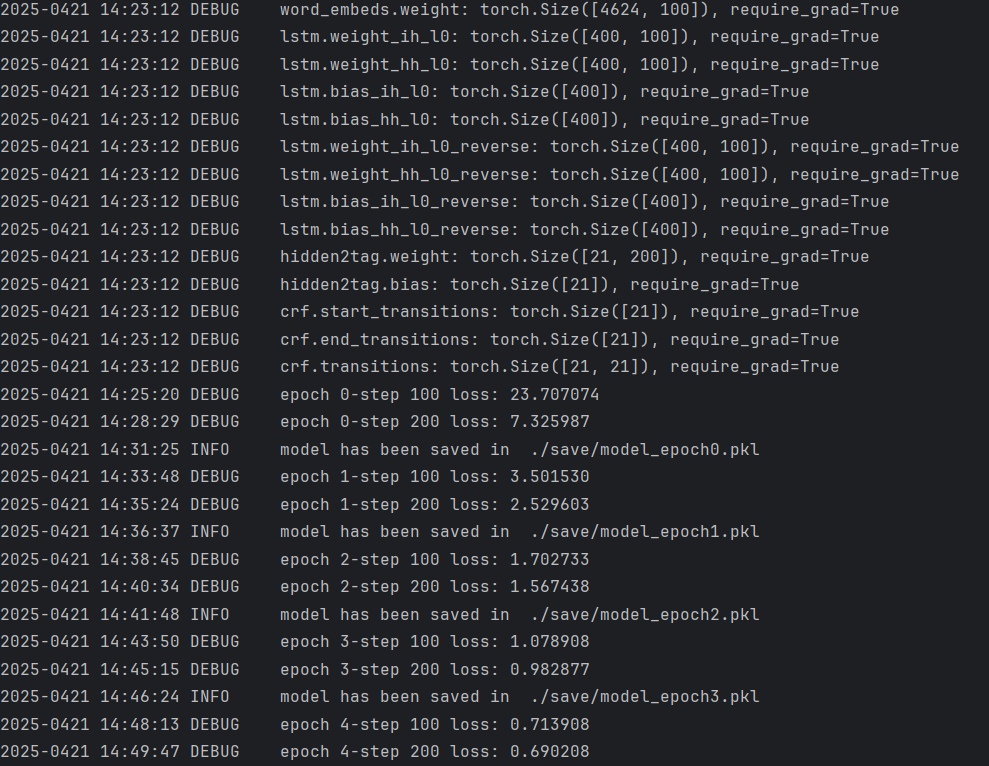 2025-0421 14:23:12 DEBUG    word_embeds.weight: torch.Size([4624, 100]), require_grad=True
2025-0421 14:23:12 DEBUG    lstm.weight_ih_l0: torch.Size([400, 100]), require_grad=True
2025-0421 14:23:12 DEBUG    lstm.weight_hh_l0: torch.Size([400, 100]), require_grad=True
2025-0421 14:23:12 DEBUG    lstm.bias_ih_l0: torch.Size([400]), require_grad=True
2025-0421 14:23:12 DEBUG    lstm.bias_hh_l0: torch.Size([400]), require_grad=True
2025-0421 14:23:12 DEBUG    lstm.weight_ih_l0_reverse: torch.Size([400, 100]), require_grad=True
2025-0421 14:23:12 DEBUG    lstm.weight_hh_l0_reverse: torch.Size([400, 100]), require_grad=True
2025-0421 14:23:12 DEBUG    lstm.bias_ih_l0_reverse: torch.Size([400]), require_grad=True
2025-0421 14:23:12 DEBUG    lstm.bias_hh_l0_reverse: torch.Size([400]), require_grad=True
2025-0421 14:23:12 DEBUG    hidden2tag.weight: torch.Size([21, 200]), require_grad=True
2025-0421 14:23:12 DEBUG    hidden2tag.bias: torch.Size([21]), require_grad=True
2025-0421 14:23:12 DEBUG    crf.start_transitions: torch.Size([21]), require_grad=True
2025-0421 14:23:12 DEBUG    crf.end_transitions: torch.Size([21]), require_grad=True
2025-0421 14:23:12 DEBUG    crf.transitions: torch.Size([21, 21]), require_grad=True
2025-0421 14:25:20 DEBUG    epoch 0-step 100 loss: 23.707074
2025-0421 14:28:29 DEBUG    epoch 0-step 200 loss: 7.325987
2025-0421 14:31:25 INFO     model has been saved in  ./save/model_epoch0.pkl
2025-0421 14:33:48 DEBUG    epoch 1-step 100 loss: 3.501530
2025-0421 14:35:24 DEBUG    epoch 1-step 200 loss: 2.529603
2025-0421 14:36:37 INFO     model has been saved in  ./save/model_epoch1.pkl
2025-0421 14:38:45 DEBUG    epoch 2-step 100 loss: 1.702733
2025-0421 14:40:34 DEBUG    epoch 2-step 200 loss: 1.567438
2025-0421 14:41:48 INFO     model has been saved in  ./save/model_epoch2.pkl
2025-0421 14:43:50 DEBUG    epoch 3-step 100 loss: 1.078908
2025-0421 14:45:15 DEBUG    epoch 3-step 200 loss: 0.982877
2025-0421 14:46:24 INFO     model has been saved in  ./save/model_epoch3.pkl
2025-0421 14:48:13 DEBUG    epoch 4-step 100 loss: 0.713908
2025-0421 14:49:47 DEBUG    epoch 4-step 200 loss: 0.690208